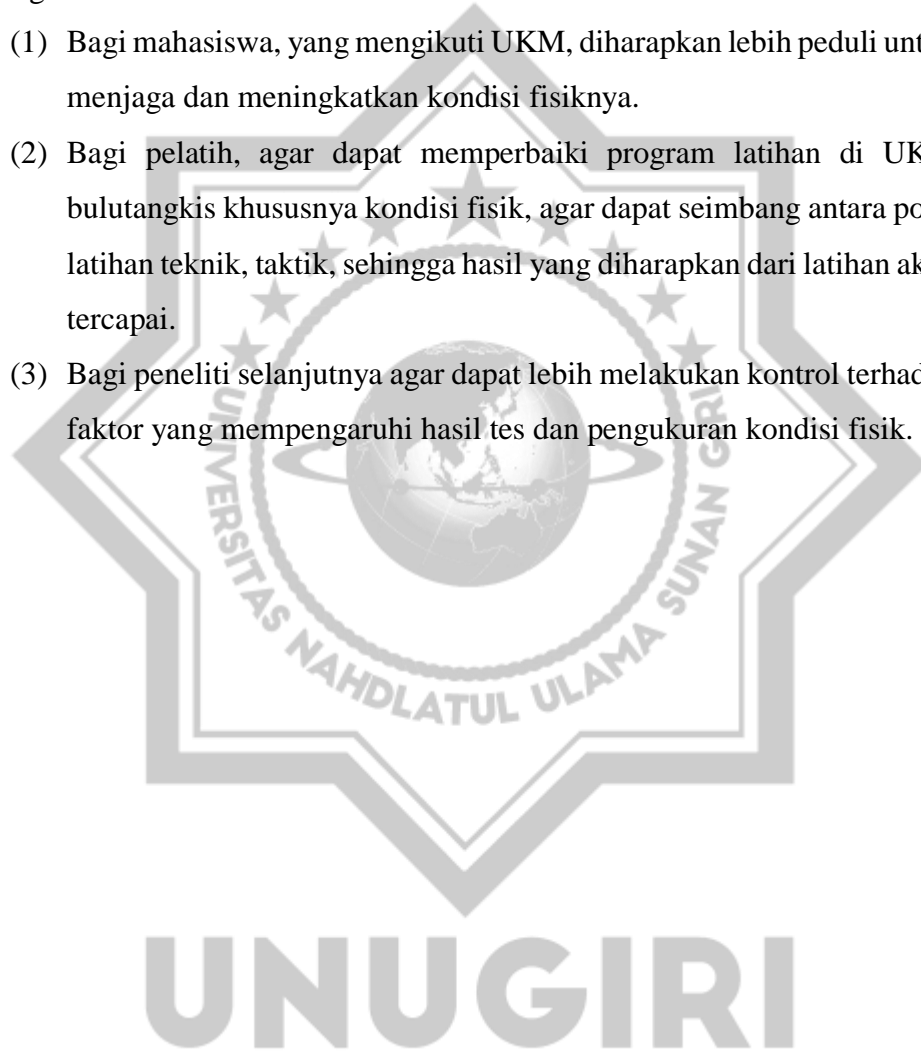 (1) Bagi mahasiswa, yang mengikuti UKM, diharapkan lebih peduli unt
menjaga dan meningkatkan kondisi fisiknya.
(2) Bagi pelatih, agar dapat memperbaiki program latihan di UK
bulutangkis khususnya kondisi fisik, agar dapat seimbang antara po
latihan teknik, taktik, sehingga hasil yang diharapkan dari latihan ak
tercapai.
(3) Bagi peneliti selanjutnya agar dapat lebih melakukan kontrol terhad
faktor yang mempengaruhi hasil tes dan pengukuran kondisi fisik.
UNIVERSITAS NAHDLATUL ULAMA SUNAN GIRI
UNUGIRI